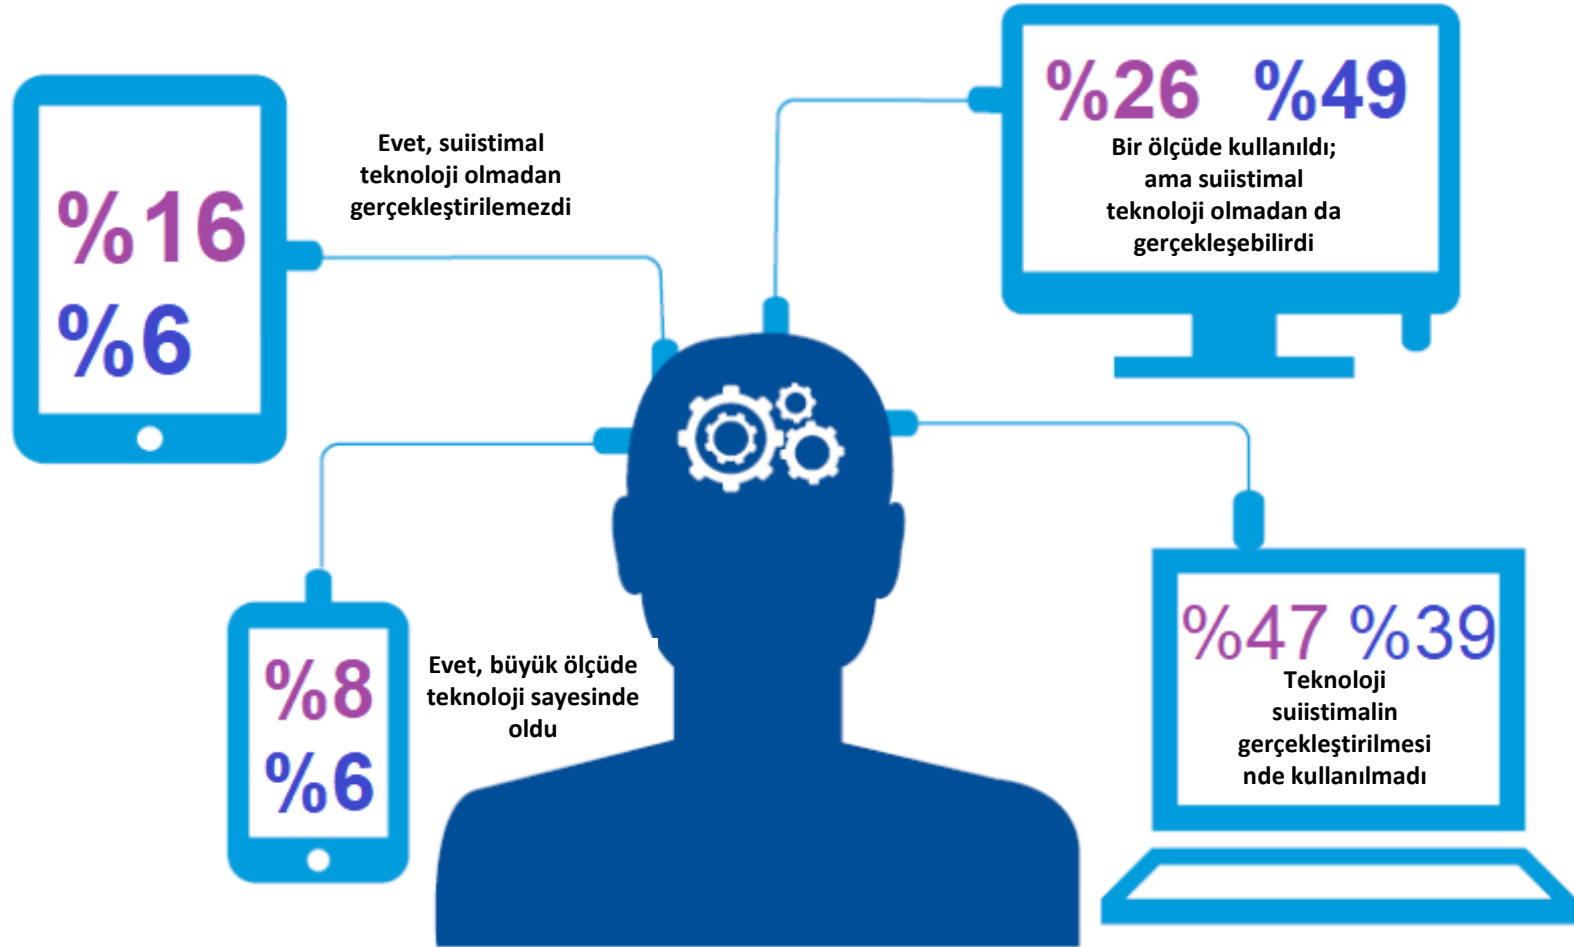 %16
%6
Evet, suiistimal
teknoloji olmadan
gerçekleştirilemezdi
%26 %49
Bir ölçüde kullanıldı;
ama suiistimal
teknoloji olmadan da
gerçekleşebilirdi
%8
%6
Evet, büyük ölçüde
teknoloji sayesinde
oldu
%47 %39
Teknoloji
suiistimalin
gerçekleştirilmesi
nde kullanılmadı